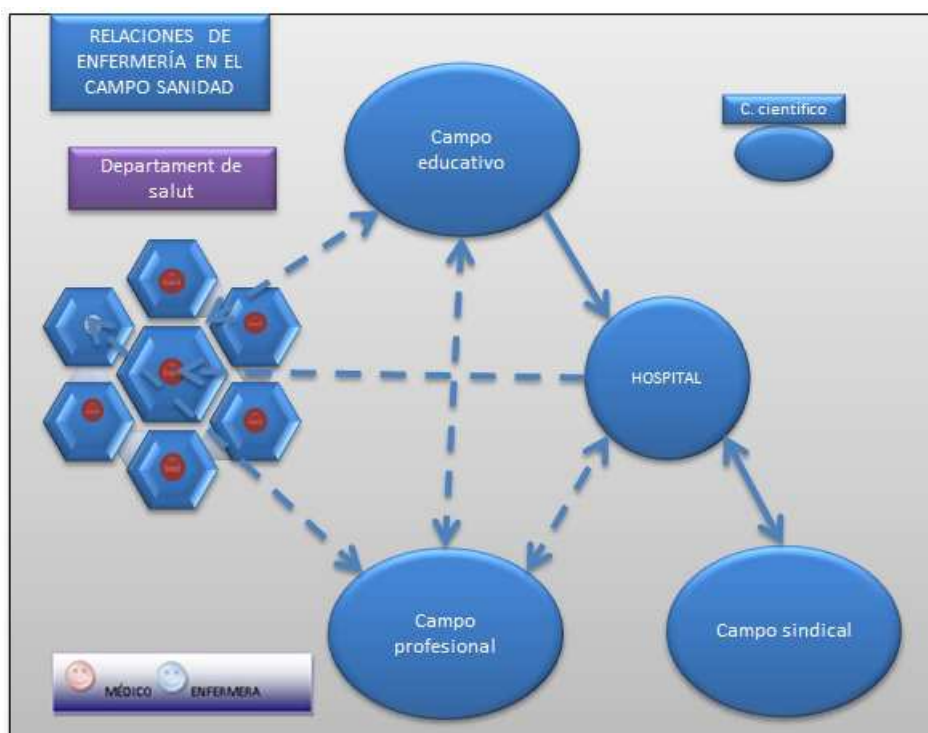 RELACIONES DE
ENFERMERÍA EN EL
CAMPO SANIDAD
Departament de
salut
Campo
educativo
C. científico
HOSPITAL
Campo
profesional
Campo sindical
MÉDICO ENFERMERA